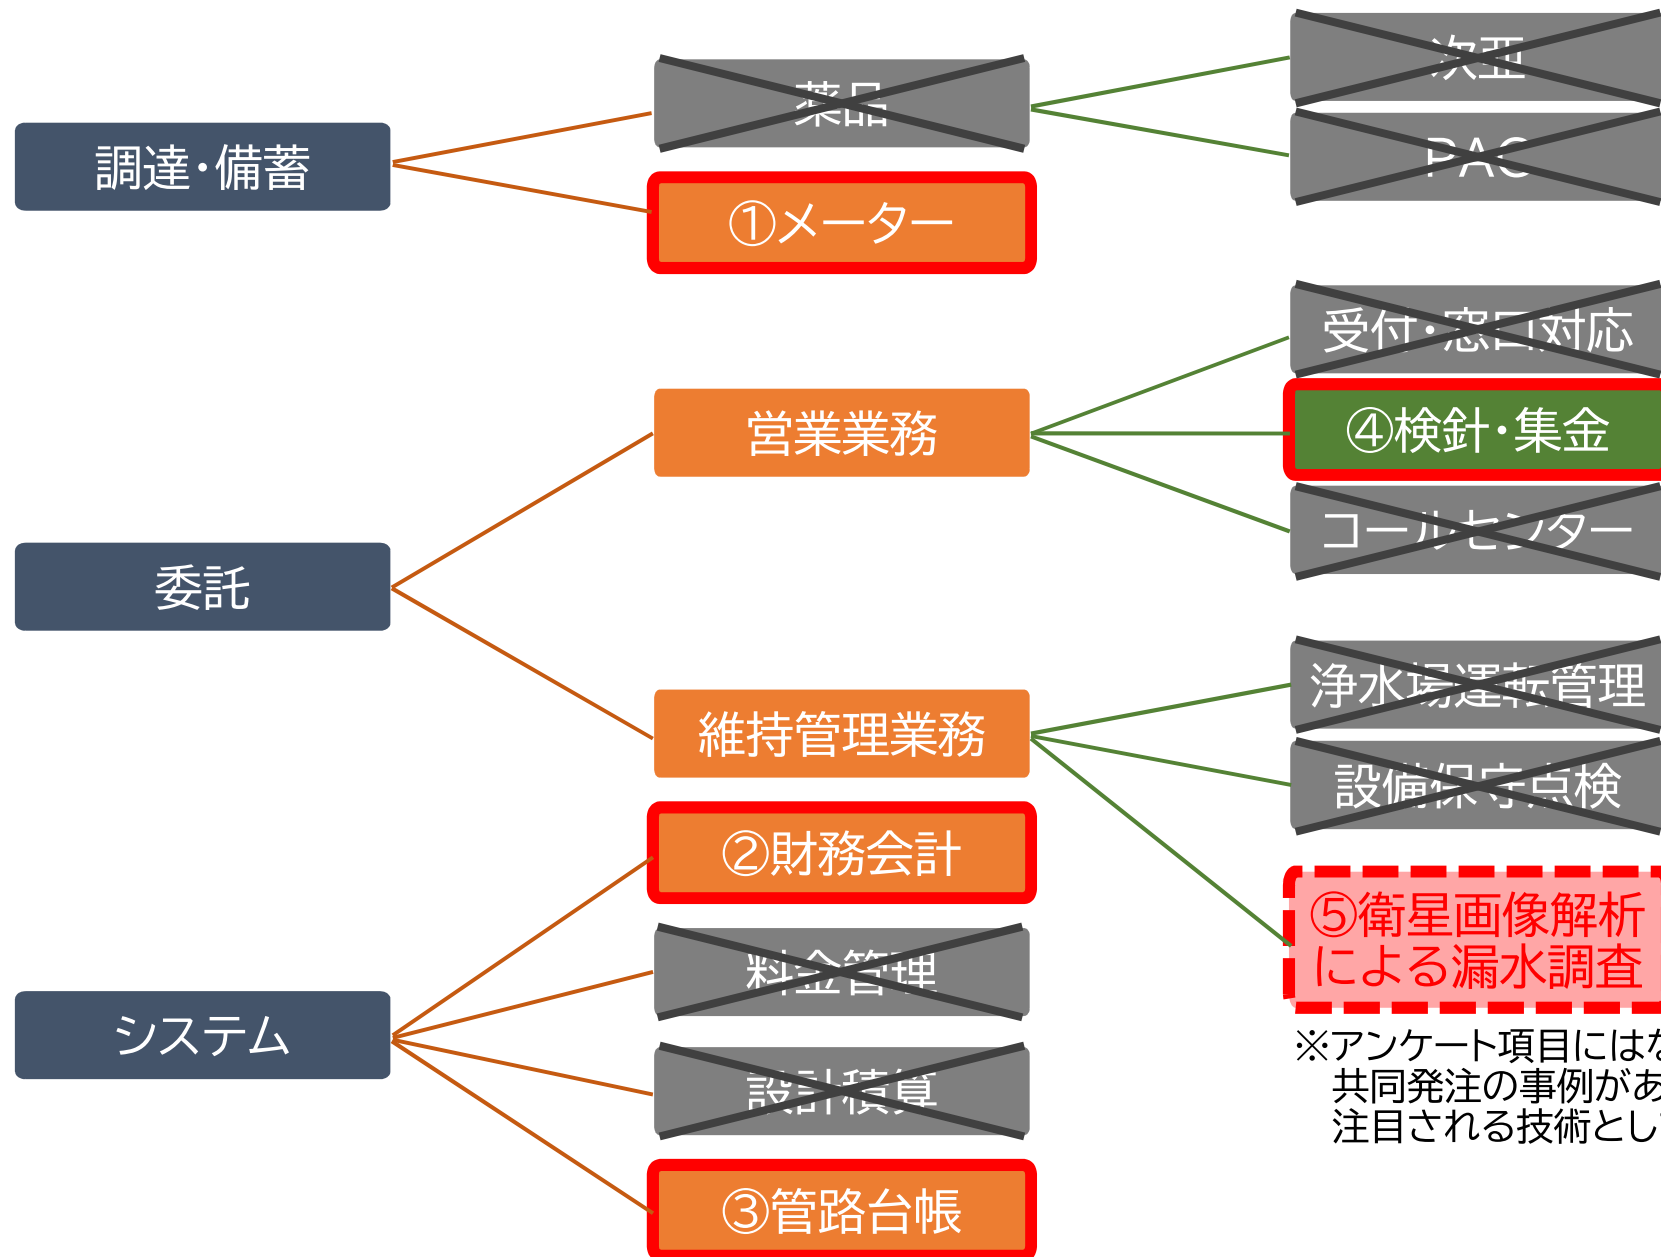 調達・備蓄
薬品
①メーター
次亜
PAC
委託
営業業務
受付・窓口対応
④検針・集金
コールセンター
維持管理業務
浄水場運転管理
設備保守点検
⑤衛星画像解析
による漏水調査
※アンケート項目にはな
共同発注の事例があ
注目される技術とし
システム
②財務会計
料金管理
設計積算
③管路台帳